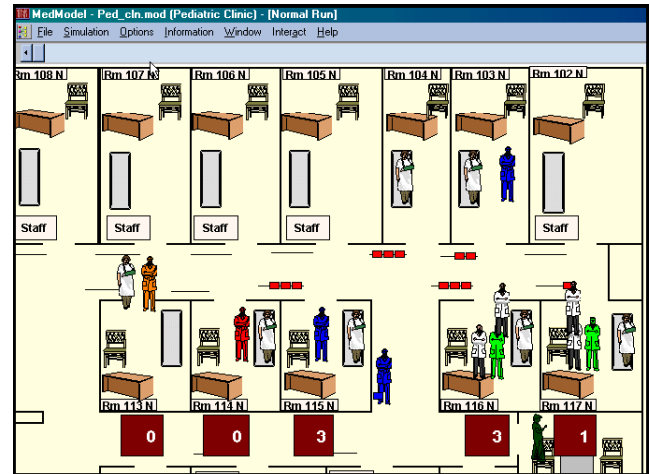 MedModel - Ped_cln.mod (Pediatric Clinic) - [Normal Run]
File Simulation Options Information Window Interact Help
Rm 108 N Rm 107 N Rm 106 N Rm 105 N Rm 104 N Rm 103 N Rm 102 N
Staff Staff Staff Staff Staff
Rm 113 N Rm 114 N Rm 115 N Rm 116 N Rm 117 N
0 0 3 3 1